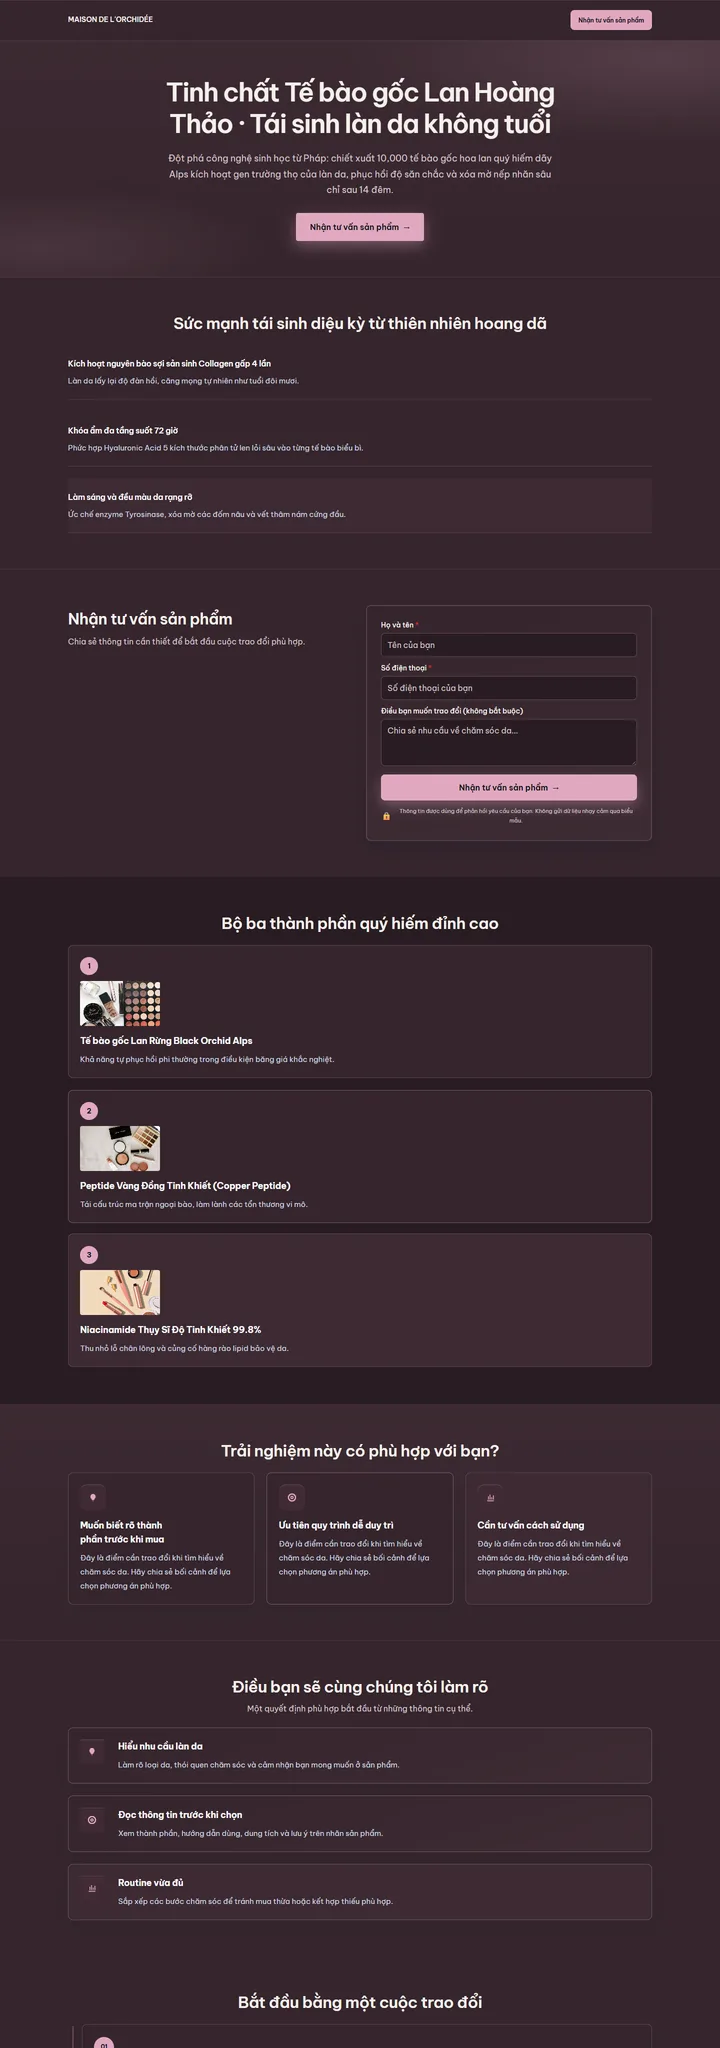 MAISON DE L'ORCHIDÉE
Nhận tư vấn sản phẩm
Tinh chất Tế bào gốc Lan Hoàng
Thảo · Tái sinh làn da không tuổi
Đột phá công nghệ sinh học từ Pháp: chiết xuất 10,000 tế bào gốc hoa lan quý hiếm dãy
Alps kích hoạt gen trường thọ của làn da, phục hồi độ săn chắc và xóa mờ nếp nhăn sâu
chỉ sau 14 đêm.
Nhận tư vấn sản phẩm →
Sức mạnh tái sinh diệu kỳ từ thiên nhiên hoang dã
Kích hoạt nguyên bào sợi sản sinh Collagen gấp 4 lần
Làn da lấy lại độ đàn hồi, căng mọng tự nhiên như tuổi đôi mươi.
Khóa ẩm đa tầng suốt 72 giờ
Phức hợp Hyaluronic Acid 5 kích thước phân tử len lỏi sâu vào từng tế bào biểu bì.
Làm sáng và đều màu da rạng rỡ
Ức chế enzyme Tyrosinase, xóa mờ các đốm nâu và vết thâm nám cứng đầu.
Nhận tư vấn sản phẩm
Chia sẻ thông tin cần thiết để bắt đầu cuộc trao đổi phù hợp.
Họ và tên *
Tên của bạn
Số điện thoại *
Số điện thoại của bạn
Điều bạn muốn trao đổi (không bắt buộc)
Chia sẻ nhu cầu về chăm sóc da...
Nhận tư vấn sản phẩm →
Thông tin được dùng để phản hồi yêu cầu của bạn. Không gửi dữ liệu nhạy cảm qua biểu
mẫu.
Bộ ba thành phần quý hiếm đỉnh cao
1
Tế bào gốc Lan Rừng Black Orchid Alps
Khả năng tự phục hồi phi thường trong điều kiện băng giá khắc nghiệt.
2
Peptide Vàng Đồng Tinh Khiết (Copper Peptide)
Tái cấu trúc ma trận ngoại bào, làm lành các tổn thương vi mô.
3
Niacinamide Thụy Sĩ Độ Tinh Khiết 99.8%
Thu nhỏ lỗ chân lông và củng cố hàng rào lipid bảo vệ da.
Trải nghiệm này có phù hợp với bạn?
Muốn biết rõ thành
phần trước khi mua
Đây là điểm cần trao đổi khi tìm hiểu về
chăm sóc da. Hãy chia sẻ bối cảnh để lựa
chọn phương án phù hợp.
Ưu tiên quy trình dễ duy trì
Đây là điểm cần trao đổi khi tìm hiểu về
chăm sóc da. Hãy chia sẻ bối cảnh để lựa
chọn phương án phù hợp.
Cần tư vấn cách sử dụng
Đây là điểm cần trao đổi khi tìm hiểu về
chăm sóc da. Hãy chia sẻ bối cảnh để lựa
chọn phương án phù hợp.
Điều bạn sẽ cùng chúng tôi làm rõ
Một quyết định phù hợp bắt đầu từ những thông tin cụ thể.
Hiểu nhu cầu làn da
Làm rõ loại da, thói quen chăm sóc và cảm nhận bạn mong muốn ở sản phẩm.
Đọc thông tin trước khi chọn
Xem thành phần, hướng dẫn dùng, dung tích và lưu ý trên nhãn sản phẩm.
Routine vừa đủ
Sắp xếp các bước chăm sóc để tránh mua thừa hoặc kết hợp thiếu phù hợp.
Bắt đầu bằng một cuộc trao đổi
01